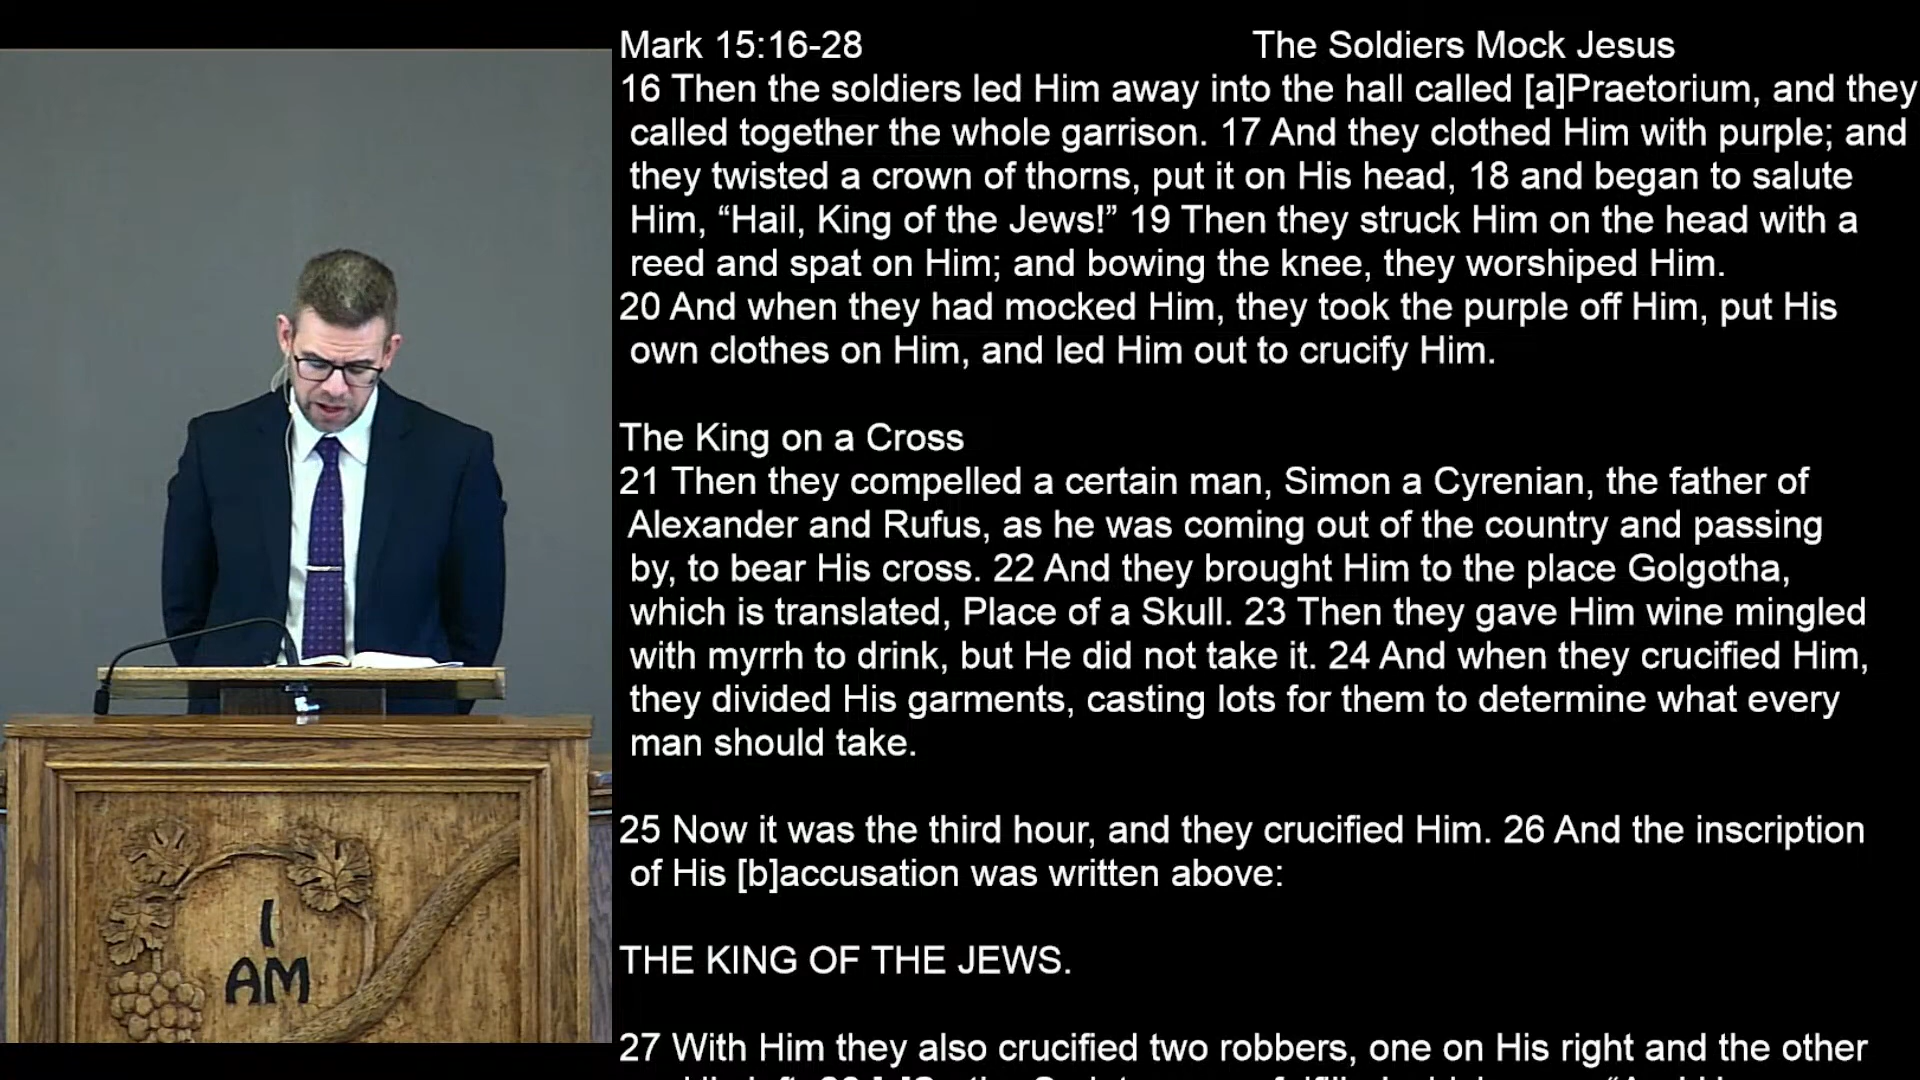 Mark 15:16-28 The Soldiers Mock Jesus
16 Then the soldiers led Him away into the hall called [a]Praetorium, and they
called together the whole garrison. 17 And they clothed Him with purple; and
they twisted a crown of thorns, put it on His head, 18 and began to salute
Him, “Hail, King of the Jews!” 19 Then they struck Him on the head with a
reed and spat on Him; and bowing the knee, they worshiped Him.
20 And when they had mocked Him, they took the purple off Him, put His
own clothes on Him, and led Him out to crucify Him.
The King on a Cross
21 Then they compelled a certain man, Simon a Cyrenian, the father of
Alexander and Rufus, as he was coming out of the country and passing
by, to bear His cross. 22 And they brought Him to the place Golgotha,
which is translated, Place of a Skull. 23 Then they gave Him wine mingled
with myrrh to drink, but He did not take it. 24 And when they crucified Him,
they divided His garments, casting lots for them to determine what every
man should take.
25 Now it was the third hour, and they crucified Him. 26 And the inscription
of His [b]accusation was written above:
THE KING OF THE JEWS.
27 With Him they also crucified two robbers, one on His right and the other
I
AM